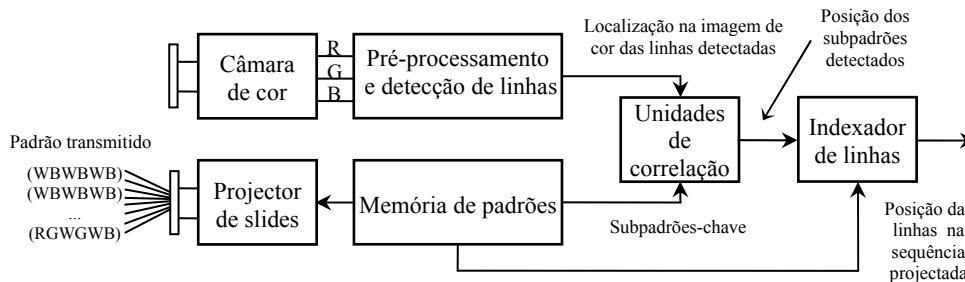 Câmara
de cor
R
G
B
Pré-processamento
e detecção de linhas
Localização na imagem de
cor das linhas detectadas
Posição dos
subpadrões
detectados
Unidades
de
correlação
Indexador
de linhas
Padrão transmitido
(WBWBWB)
(WBWBWB)
...
(RGWGWB)
Projector
de slides
Memória de padrões
Subpadrões-chave
Posição da
linhas na
sequência
projectada